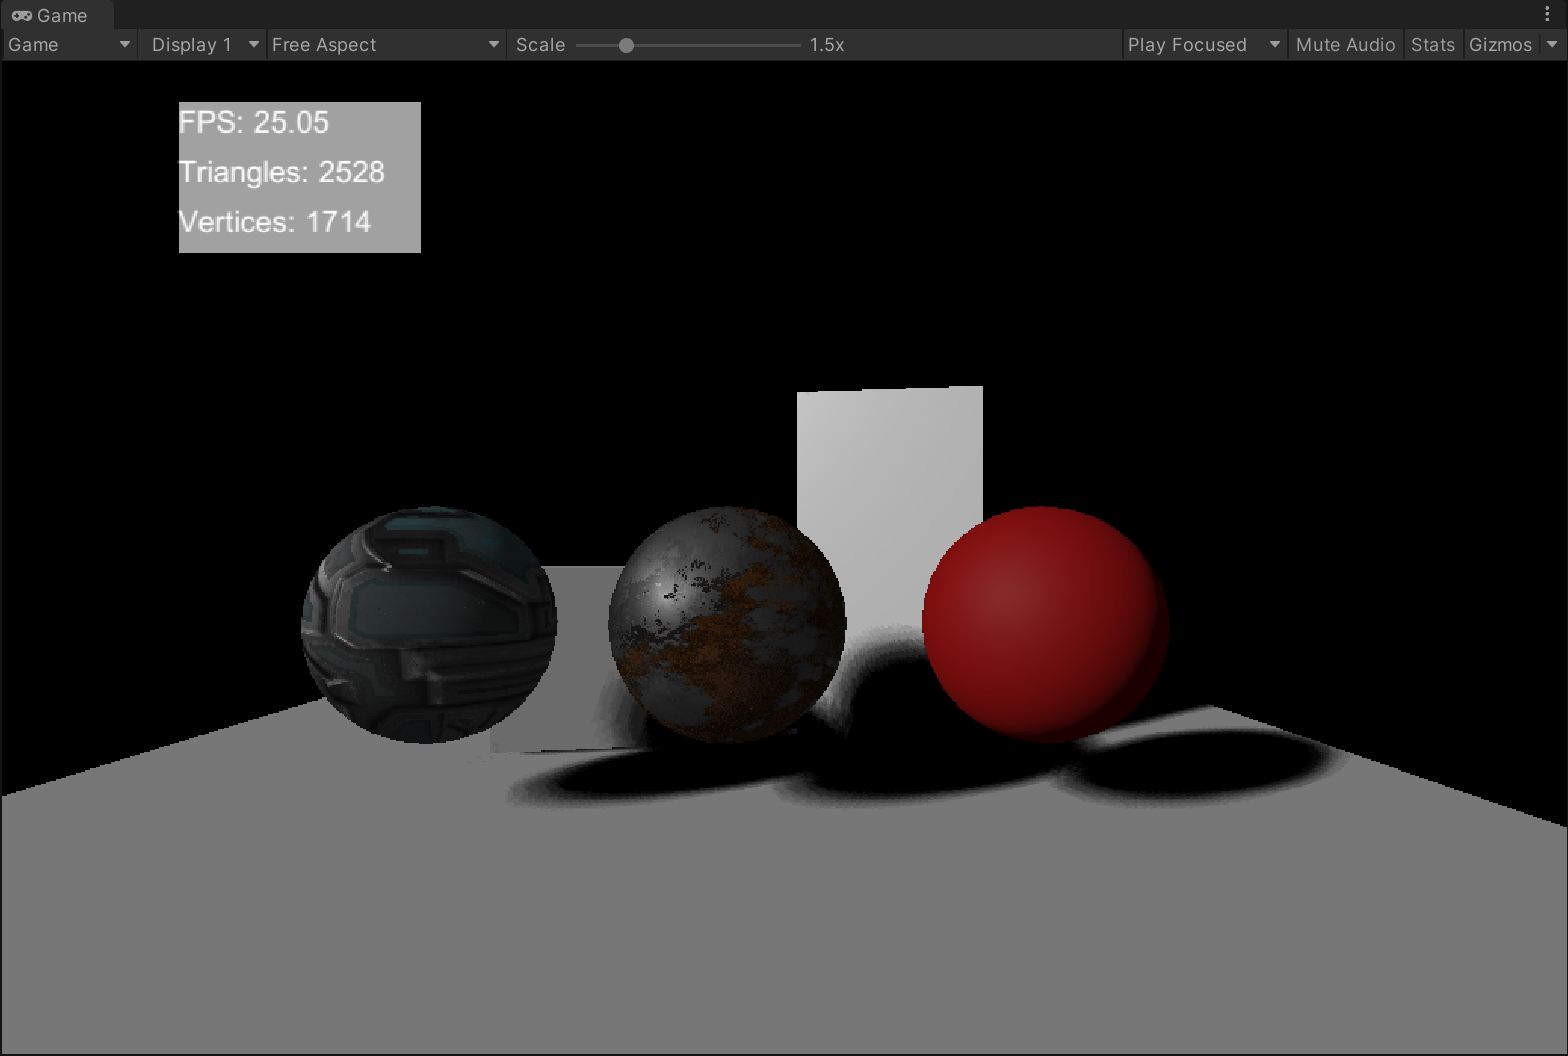 Game
Game Display 1 Free Aspect Scale 1.5x Play Focused Mute Audio Stats Gizmos
FPS: 25.05
Triangles: 2528
Vertices: 1714